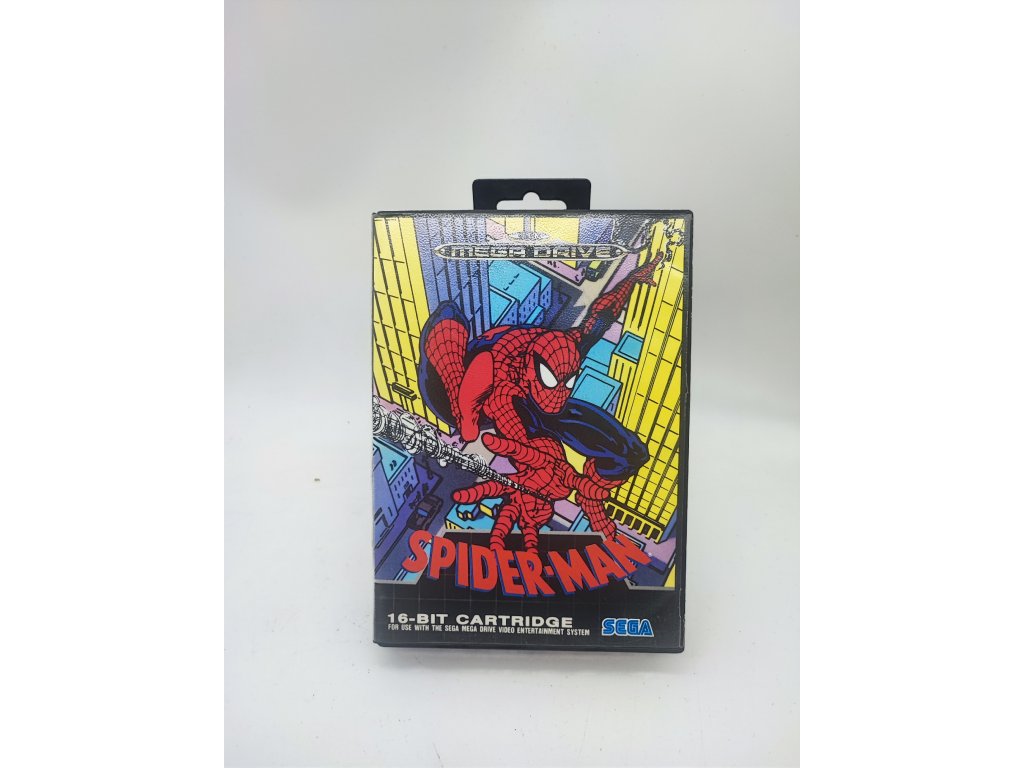 MEGA DRIVE
SPIDER-MAN
16-BIT CARTRIDGE
FOR USE WITH THE SEGA MEGA DRIVE VIDEO ENTERTAINMENT SYSTEM
SEGA